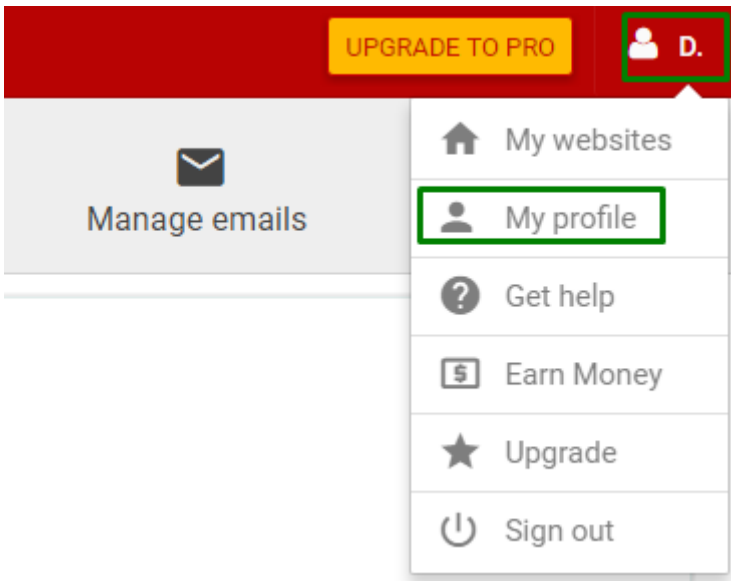 UPGRADE TO PRO
D.
Manage emails
My websites
My profile
Get help
Earn Money
Upgrade
Sign out